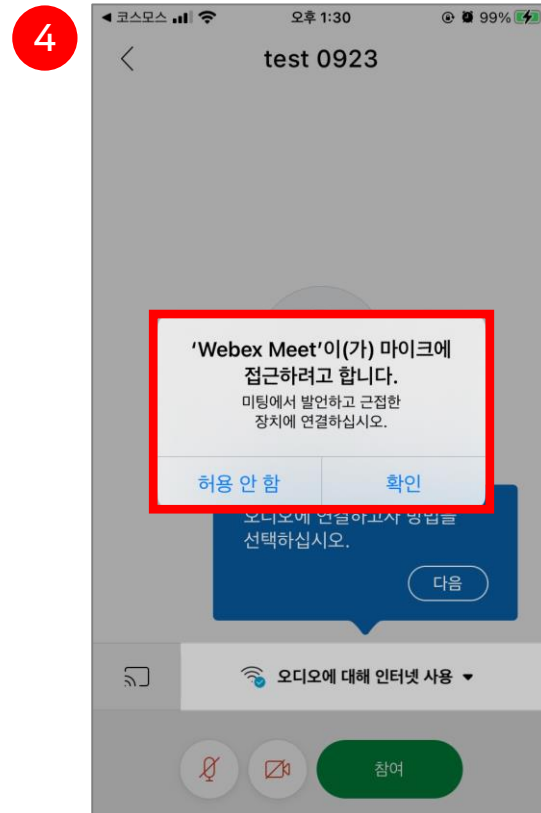 4
◀ 코스모스 오후 1:30 99%
test 0923
‘Webex Meet’이(가) 마이크에
접근하려고 합니다.
미팅에서 발언하고 근접한
장치에 연결하십시오.
허용 안 함 확인
오디오에 연결하고자 방법을
선택하십시오.
다음
오디오에 대해 인터넷 사용
참여